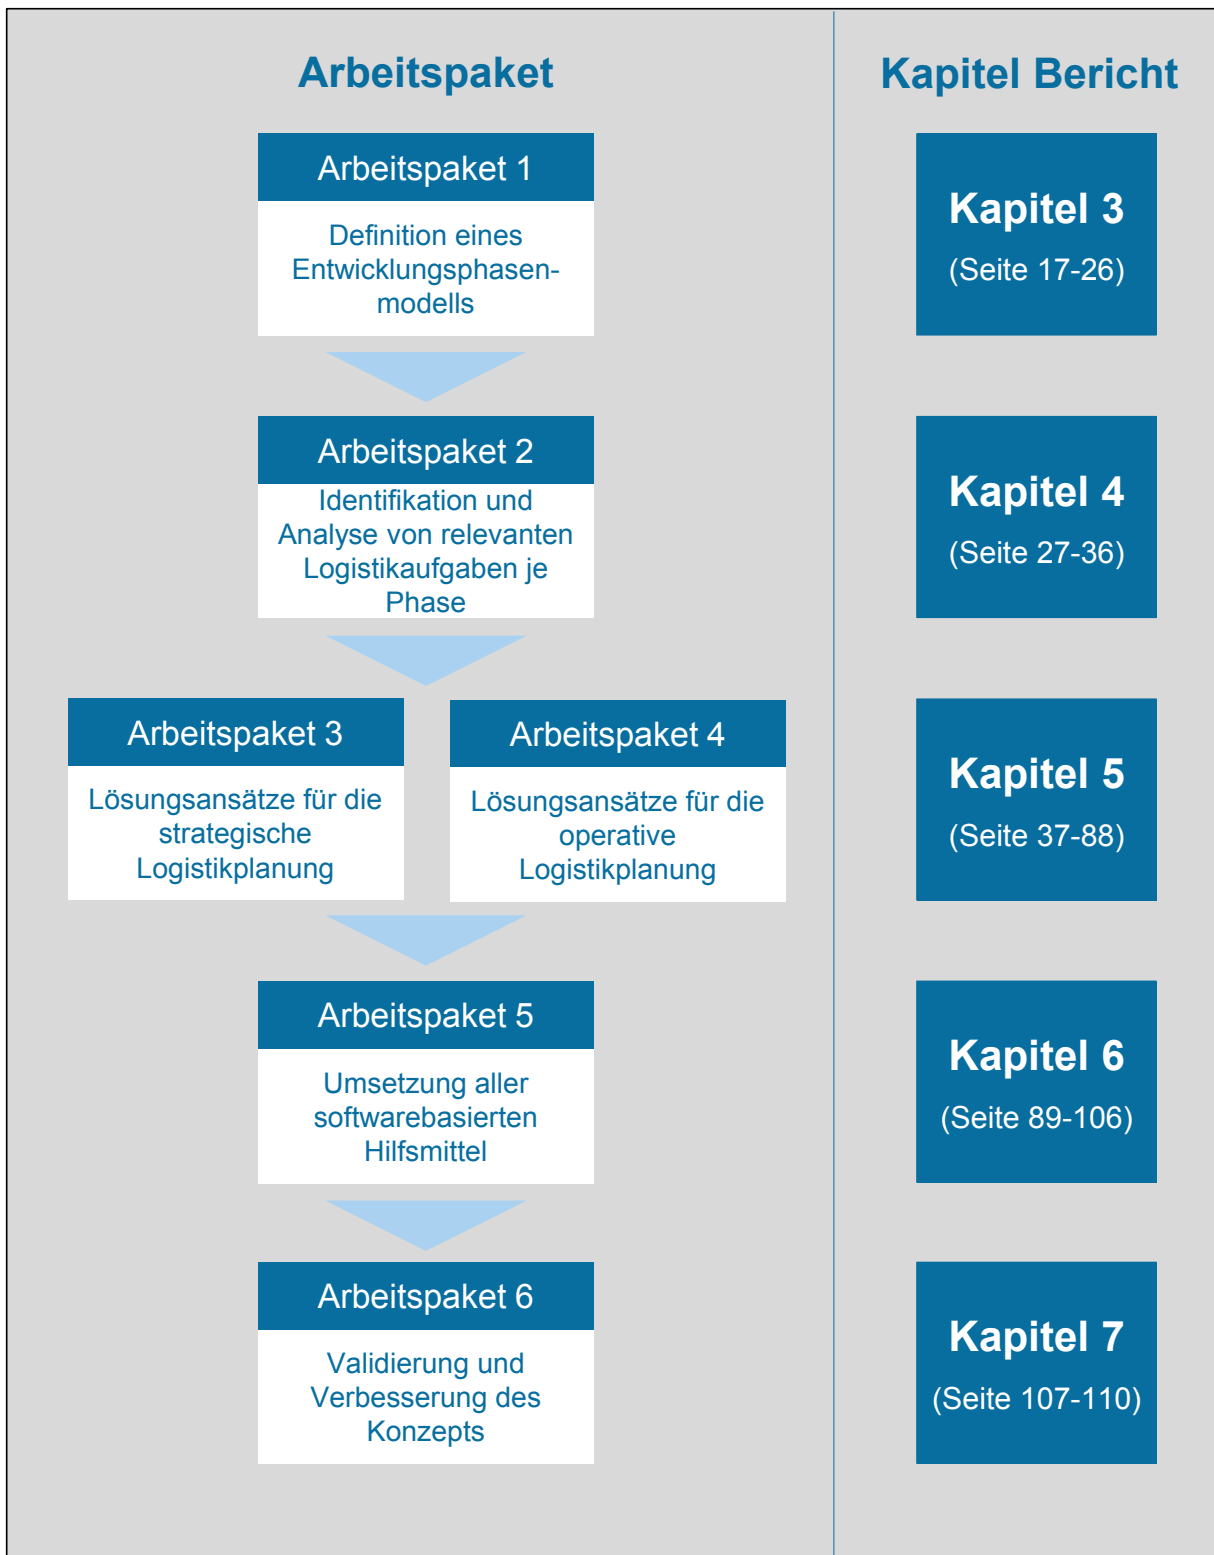 Arbeitspaket
Kapitel Bericht
Arbeitspaket 1
Definition eines
Entwicklungsphasen-
modells
Kapitel 3
(Seite 17-26)
Arbeitspaket 2
Identifikation und
Analyse von relevanten
Logistikaufgaben je
Phase
Kapitel 4
(Seite 27-36)
Arbeitspaket 3
Lösungsansätze für die
strategische
Logistikplanung
Arbeitspaket 4
Lösungsansätze für die
operative
Logistikplanung
Kapitel 5
(Seite 37-88)
Arbeitspaket 5
Umsetzung aller
softwarebasierten
Hilfsmittel
Kapitel 6
(Seite 89-106)
Arbeitspaket 6
Validierung und
Verbesserung des
Konzepts
Kapitel 7
(Seite 107-110)